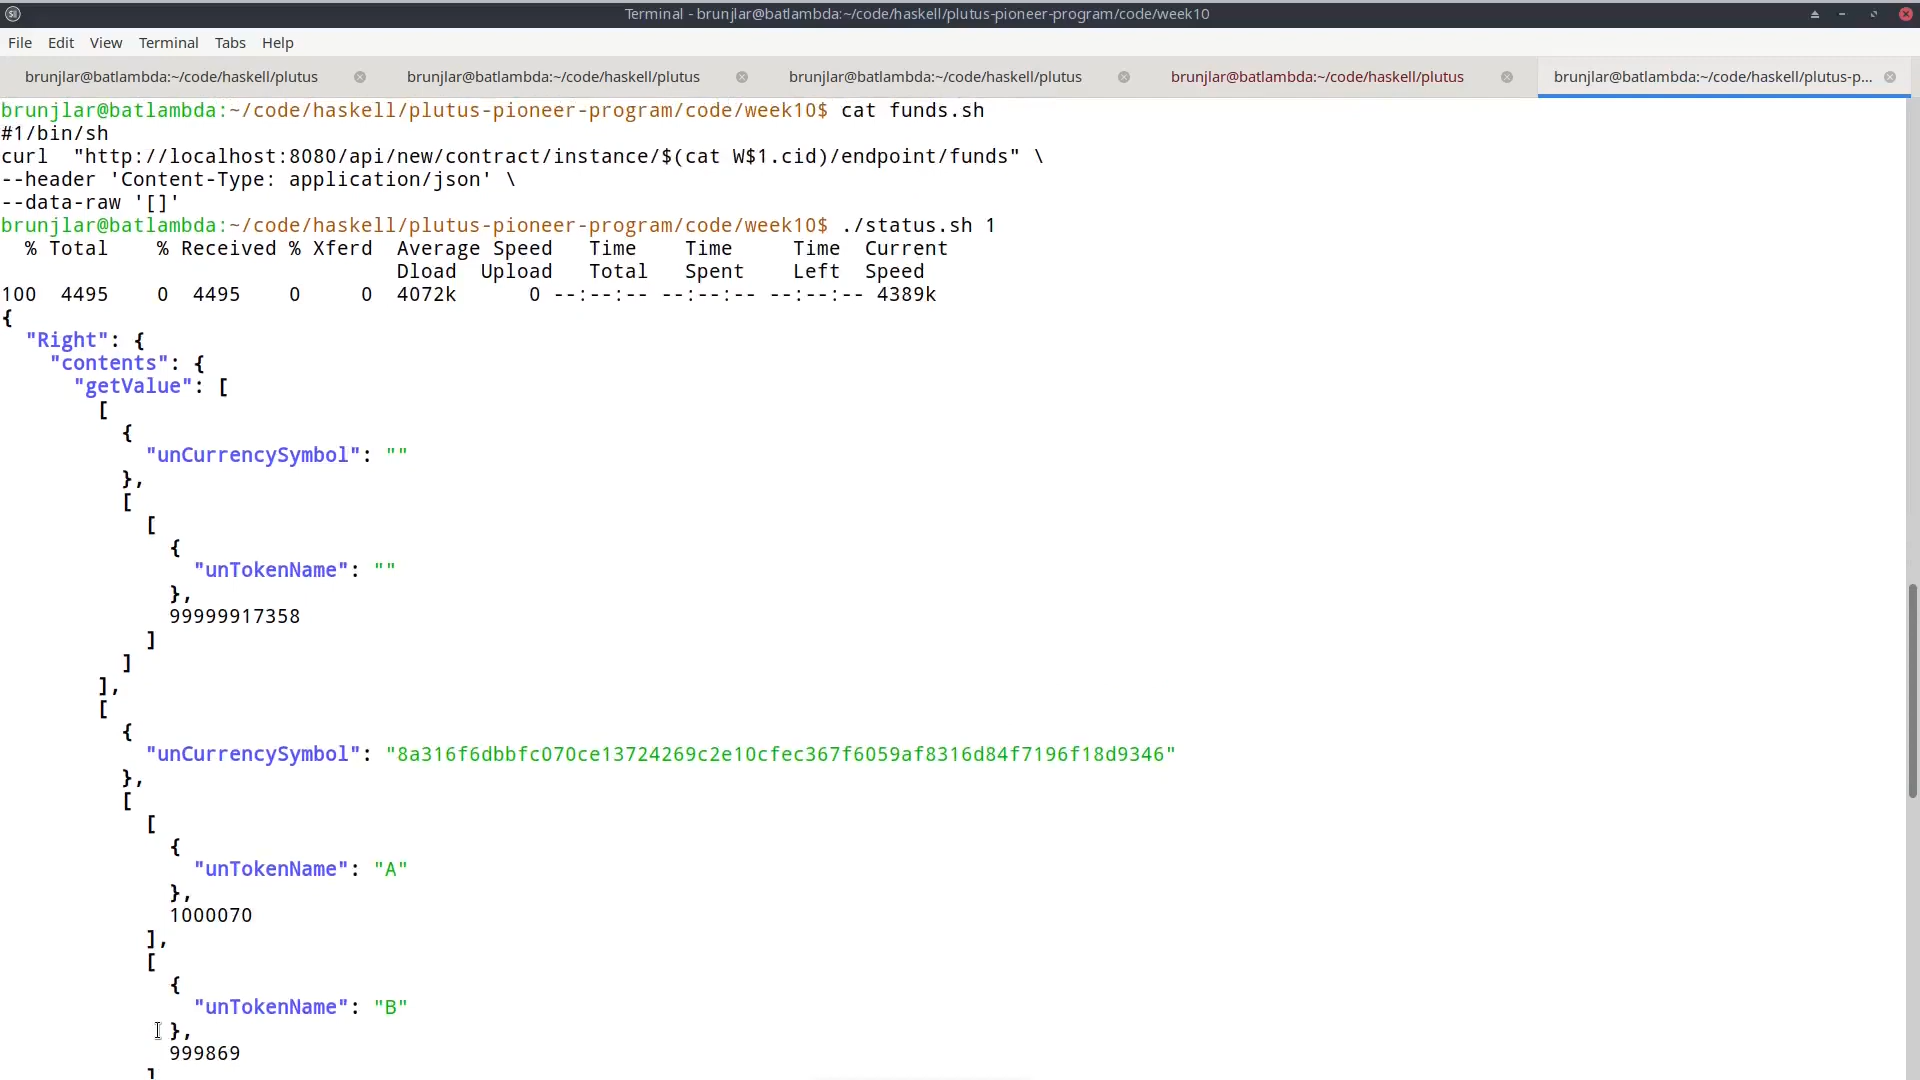 Terminal - brunjlar@batlambda:~/code/haskell/plutus-pioneer-program/code/week10
File Edit View Terminal Tabs Help
brunjlar@batlambda:~/code/haskell/plutus brunjlar@batlambda:~/code/haskell/plutus brunjlar@batlambda:~/code/haskell/plutus brunjlar@batlambda:~/code/haskell/plutus brunjlar@batlambda:~/code/haskell/plutus-p...
brunjlar@batlambda:~/code/haskell/plutus-pioneer-program/code/week10$ cat funds.sh
#1/bin/sh
curl  "http://localhost:8080/api/new/contract/instance/$(cat W$1.cid)/endpoint/funds" \
--header 'Content-Type: application/json' \
--data-raw '[]'
brunjlar@batlambda:~/code/haskell/plutus-pioneer-program/code/week10$ ./status.sh 1
  % Total    % Received % Xferd  Average Speed   Time    Time     Time  Current
                                 Dload  Upload   Total   Spent    Left  Speed
100  4495    0  4495    0     0  4072k      0 --:--:-- --:--:-- --:--:-- 4389k
{
  "Right": {
    "contents": {
      "getValue": [
        [
          {
            "unCurrencySymbol": ""
          },
          [
            [
              {
                "unTokenName": ""
              },
              99999917358
            ]
          ]
        ],
        [
          {
            "unCurrencySymbol": "8a316f6dbbfc070ce13724269c2e10cfec367f6059af8316d84f7196f18d9346"
          },
          [
            [
              {
                "unTokenName": "A"
              },
              1000070
            ],
            [
              {
                "unTokenName": "B"
              },
              999869
            ]